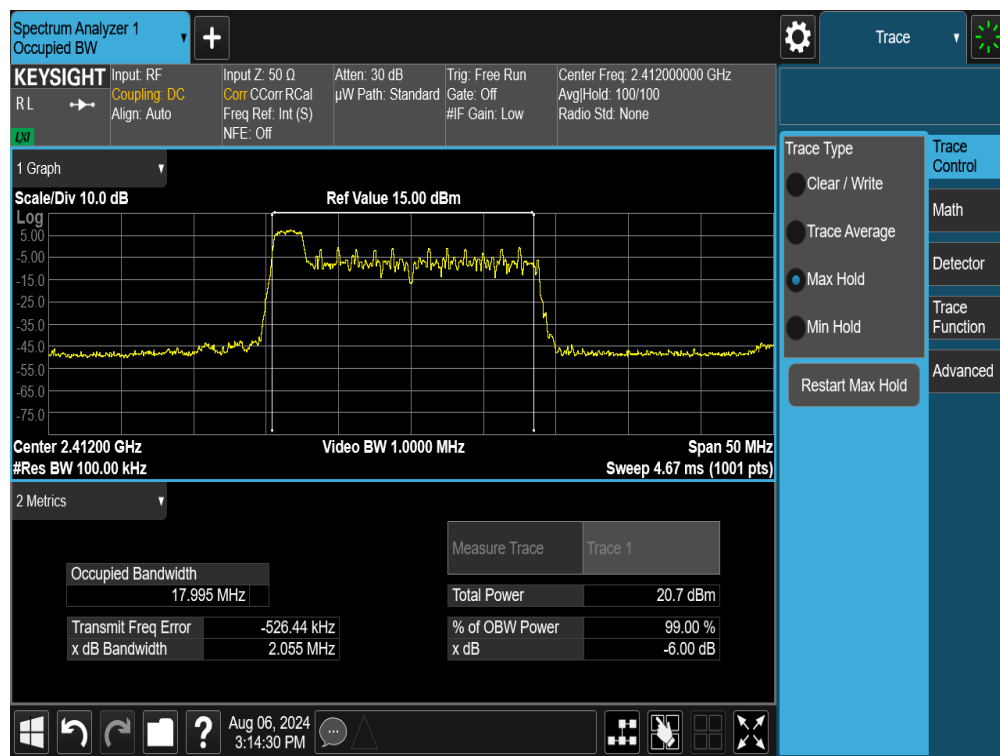 Spectrum Analyzer 1
Occupied BW
+
Trace
KEYSIGHT
RL
LXI
Input: RF
Coupling: DC
Align: Auto
Input Z: 50 Ω
Corr CCorr RCal
Freq Ref: Int (S)
NFE: Off
Atten: 30 dB
µW Path: Standard
Trig: Free Run
Gate: Off
#IF Gain: Low
Center Freq: 2.412000000 GHz
Avg|Hold: 100/100
Radio Std: None
1 Graph
Scale/Div 10.0 dB
Ref Value 15.00 dBm
Log
5.00
-5.00
-15.0
-25.0
-35.0
-45.0
-55.0
-65.0
-75.0
Center 2.41200 GHz
Video BW 1.0000 MHz
Span 50 MHz
#Res BW 100.00 kHz
Sweep 4.67 ms (1001 pts)
2 Metrics
Measure Trace
Trace 1
Occupied Bandwidth
17.995 MHz
Total Power
20.7 dBm
Transmit Freq Error
-526.44 kHz
% of OBW Power
99.00 %
x dB Bandwidth
2.055 MHz
x dB
-6.00 dB
Trace Type
Clear / Write
Trace Average
Max Hold
Min Hold
Restart Max Hold
Trace
Control
Math
Detector
Trace
Function
Advanced
?
Aug 06, 2024
3:14:30 PM